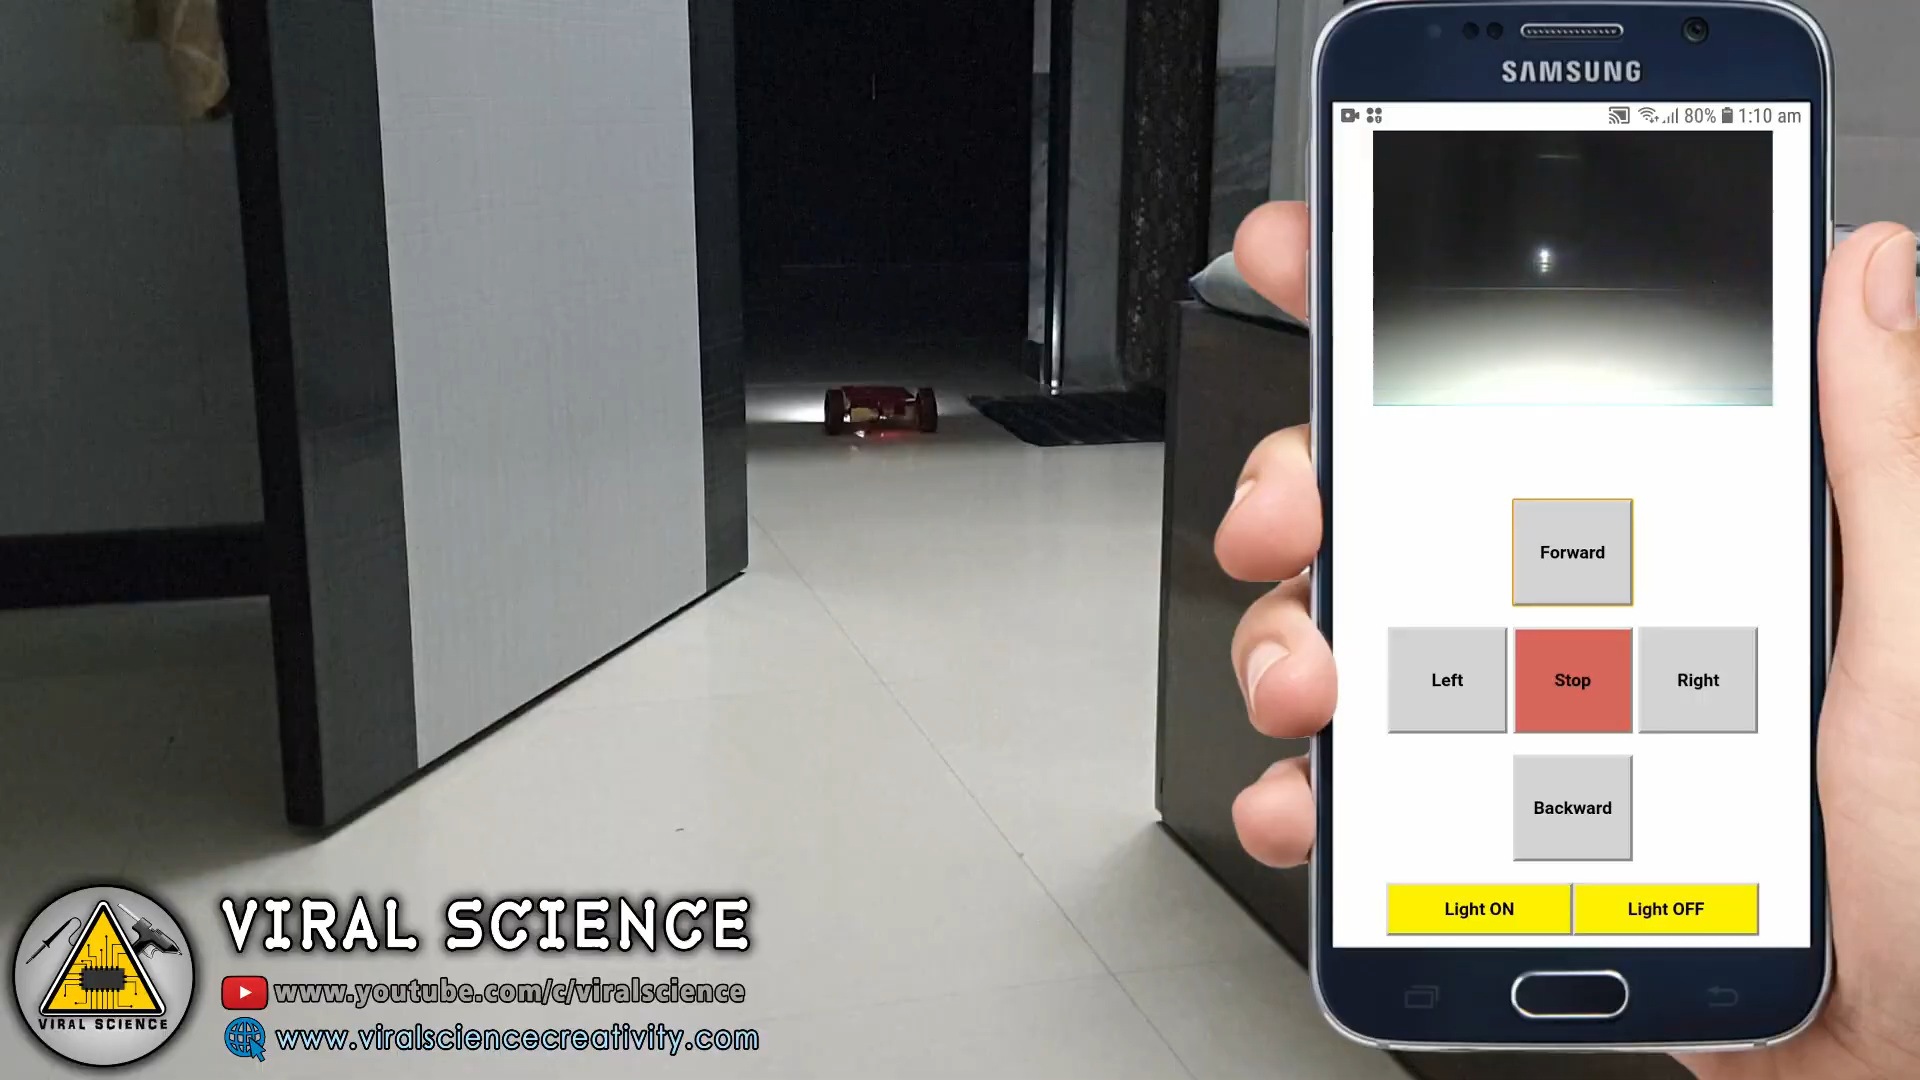 SAMSUNG
80% 1:10 am
Forward
Left Stop Right
Backward
Light ON Light OFF
VIRAL SCIENCE
www.youtube.com/c/viralscience
www.viralsciencecreativity.com
VIRAL SCIENCE